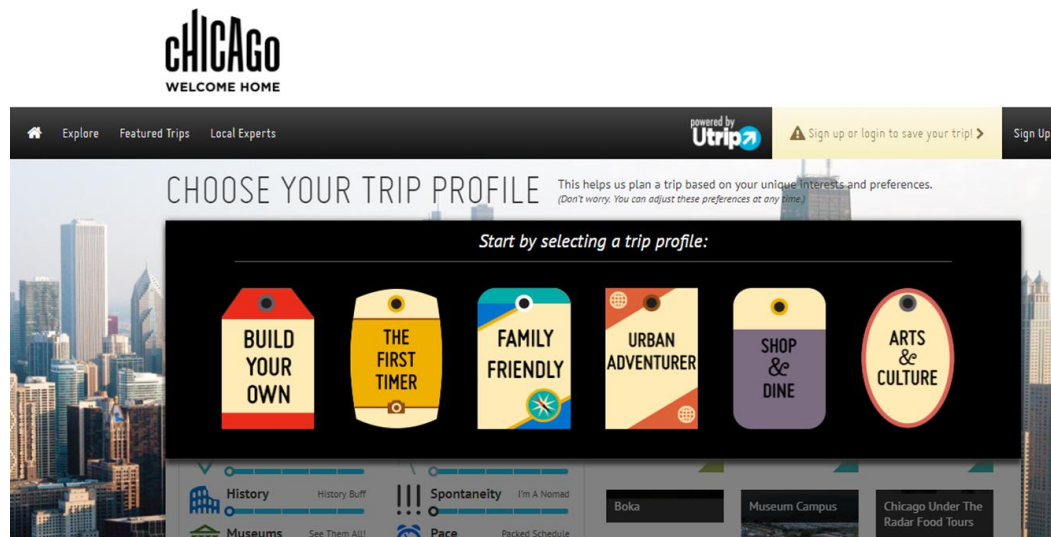 cHICAGO
WELCOME HOME
Explore
Featured Trips
Local Experts
powered by
Utrip
Sign up or login to save your trip!
Sign Up
CHOOSE YOUR TRIP PROFILE
This helps us plan a trip based on your unique interests and preferences.
(Don't worry. You can adjust these preferences at any time.)
Start by selecting a trip profile:
BUILD
YOUR
OWN
THE
FIRST
TIMER
FAMILY
FRIENDLY
URBAN
ADVENTURER
SHOP
&
DINE
ARTS
&
CULTURE
History
History Buff
Spontaneity
I'm A Nomad
Museums
See Them All!
Pace
Packed Schedule
Boka
Museum Campus
Chicago Under The
Radar Food Tours